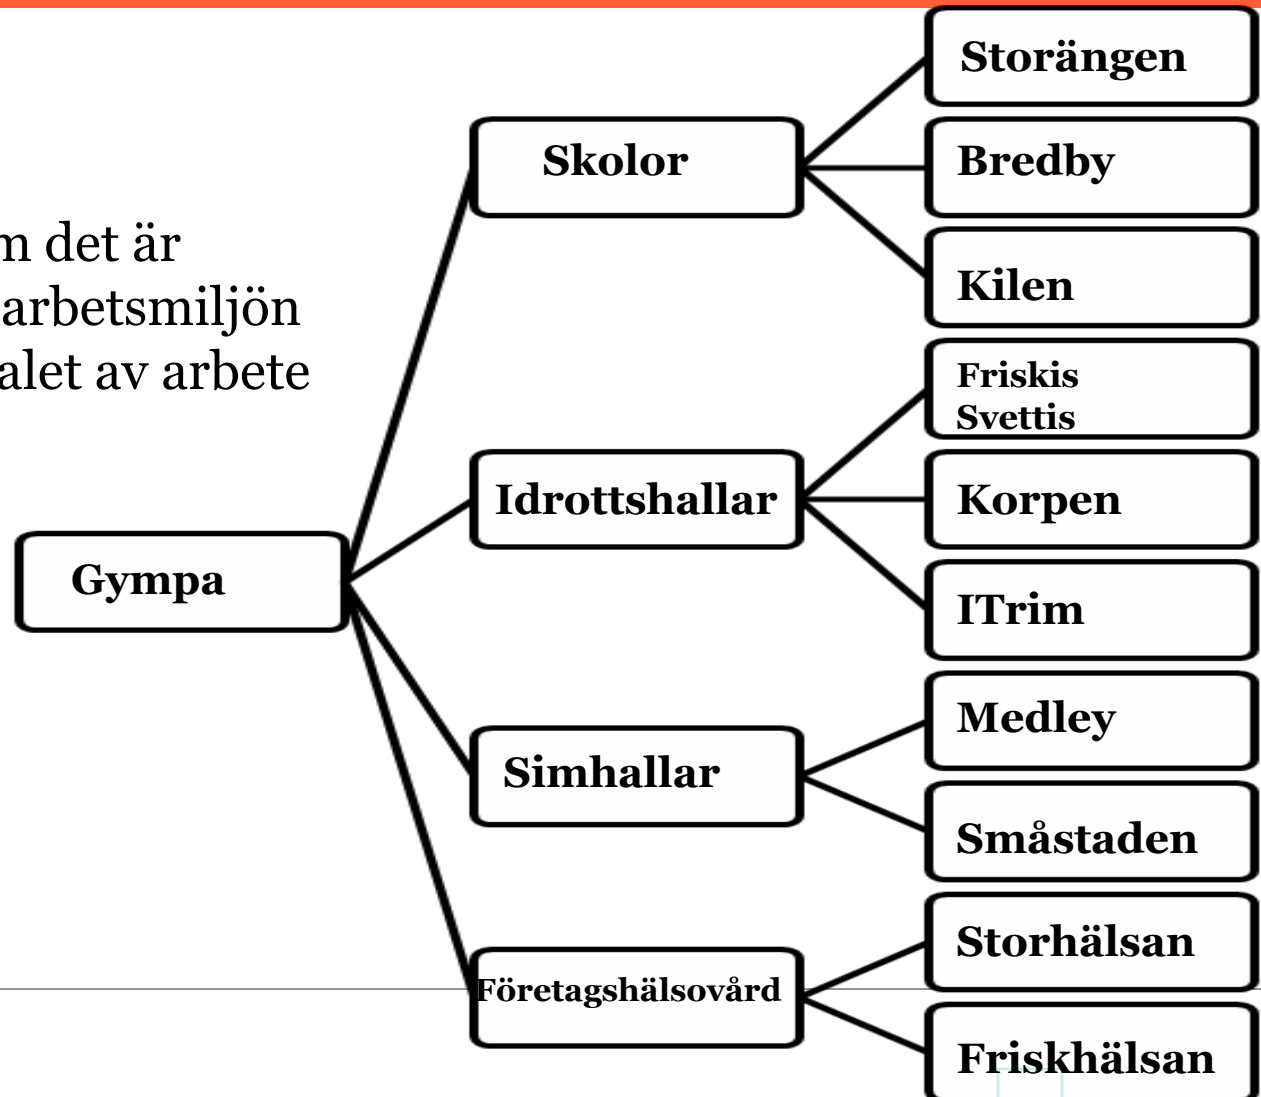 m det är
arbetsmiljön
alet av arbete
Gympa
Skolor
Idrottshallar
Simhallar
Företagshälsovård
Storängen
Bredby
Kilen
Friskis
Svettis
Korpen
ITrim
Medley
Småstaden
Storhälsan
Friskhälsan